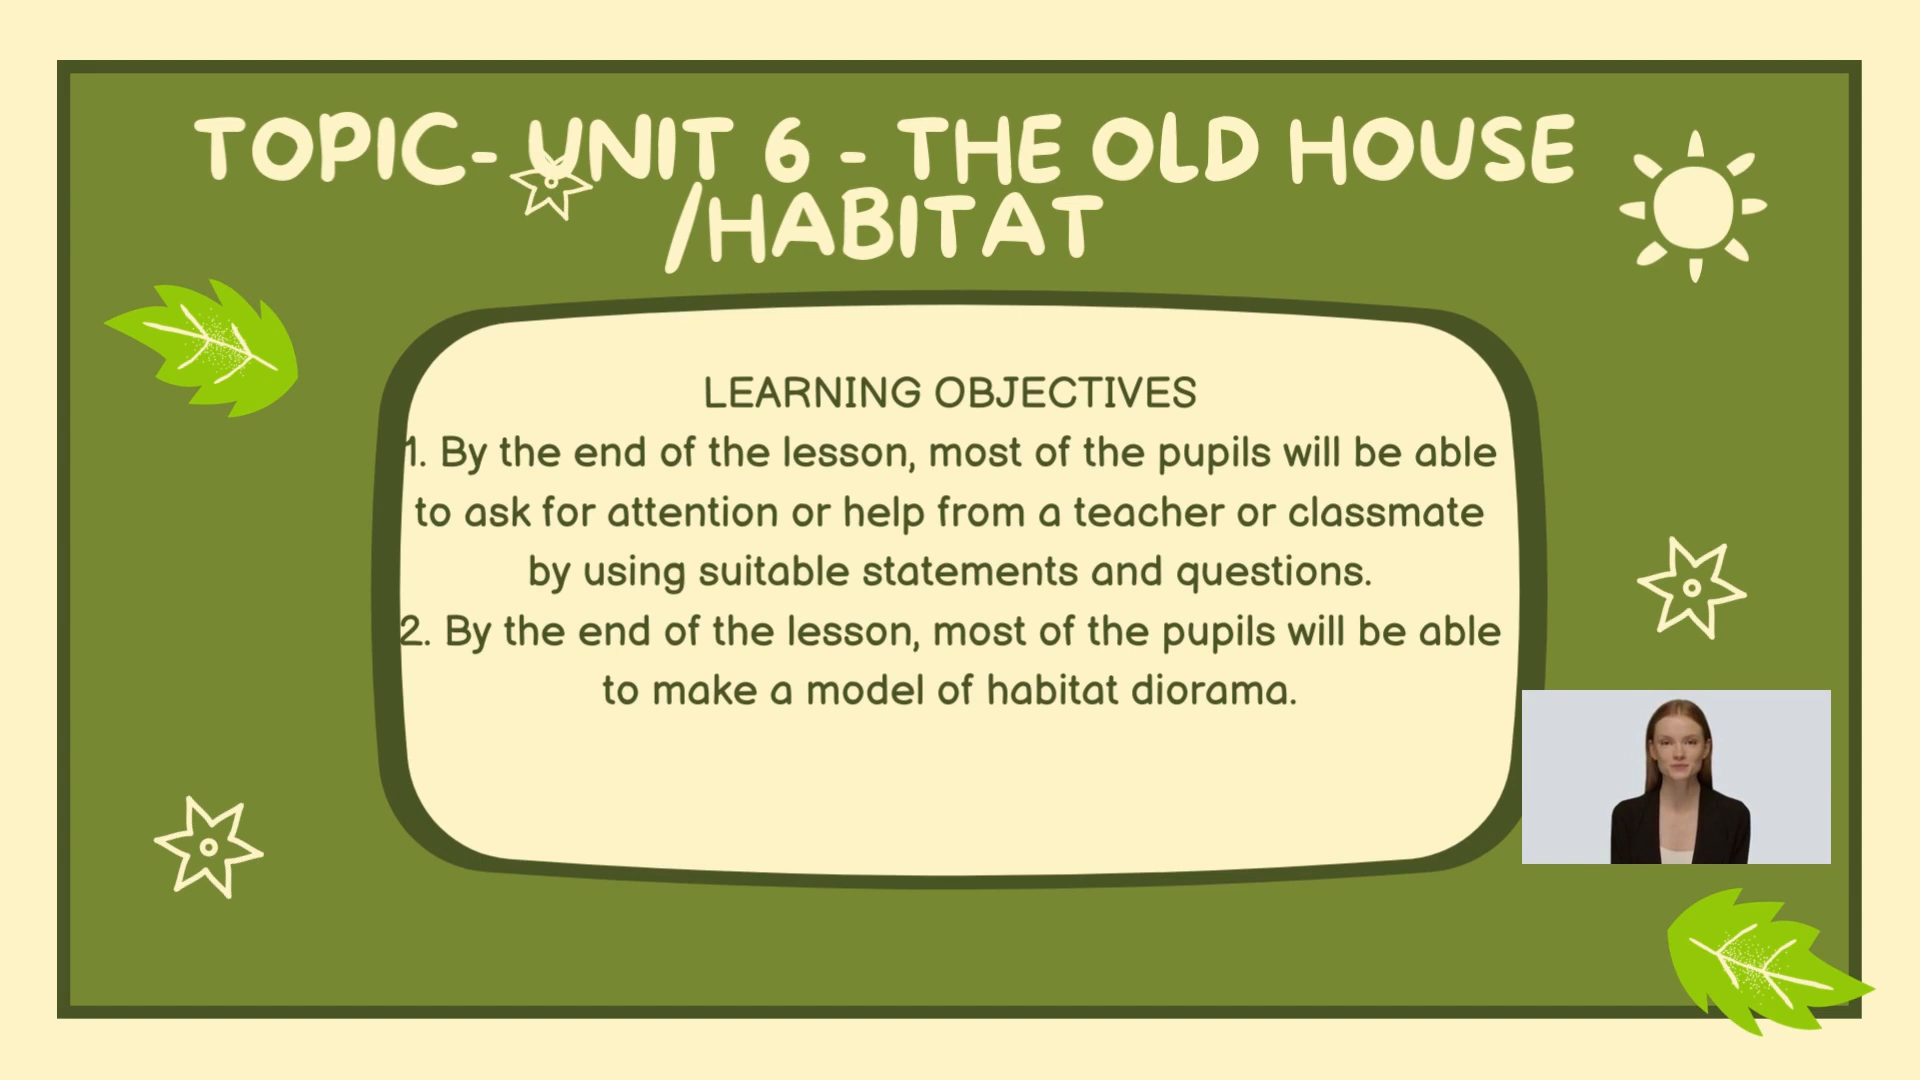 TOPIC- UNIT 6 - THE OLD HOUSE
/HABITAT
LEARNING OBJECTIVES
1. By the end of the lesson, most of the pupils will be able
to ask for attention or help from a teacher or classmate
by using suitable statements and questions.
2. By the end of the lesson, most of the pupils will be able
to make a model of habitat diorama.